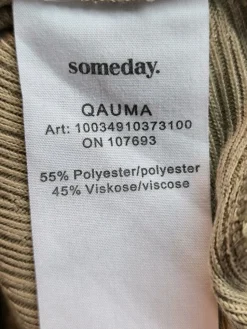 someday.
QAUMA
Art: 10034910373100
ON 107693
55% Polyester/polyester
45% Viskose/viscose